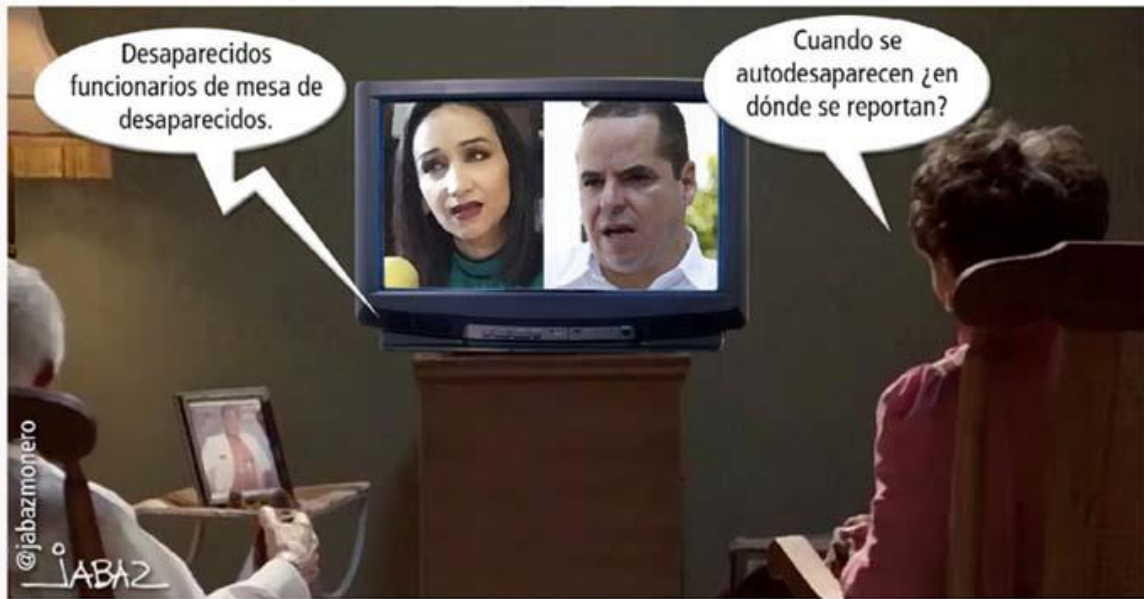 Desaparecidos
funcionarios de mesa de
desaparecidos.
Cuando se
autodesaparecen ¿en
dónde se reportan?
@jabazmonero
JABAZ